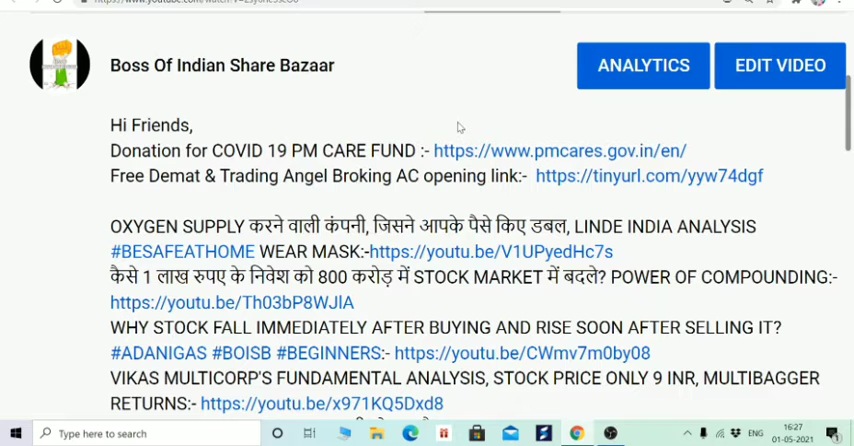 Boss Of Indian Share Bazaar
ANALYTICS
EDIT VIDEO
Hi Friends,
Donation for COVID 19 PM CARE FUND :- https://www.pmcares.gov.in/en/
Free Demat & Trading Angel Broking AC opening link:- https://tinyurl.com/yyw74dgf
OXYGEN SUPPLY करने वाली कंपनी, जिसने आपके पैसे किए डबल, LINDE INDIA ANALYSIS
#BESAFEATHOME WEAR MASK:-https://youtu.be/V1UPyedHc7s
कैसे 1 लाख रुपए के निवेश को 800 करोड़ में STOCK MARKET में बदले? POWER OF COMPOUNDING:-
https://youtu.be/Th03bP8WJlA
WHY STOCK FALL IMMEDIATELY AFTER BUYING AND RISE SOON AFTER SELLING IT?
#ADANIGAS #BOISB #BEGINNERS:- https://youtu.be/CWmv7m0by08
VIKAS MULTICORP'S FUNDAMENTAL ANALYSIS, STOCK PRICE ONLY 9 INR, MULTIBAGGER
RETURNS:- https://youtu.be/x971KQ5Dxd8
Type here to search
ENG
16:27
01-05-2021